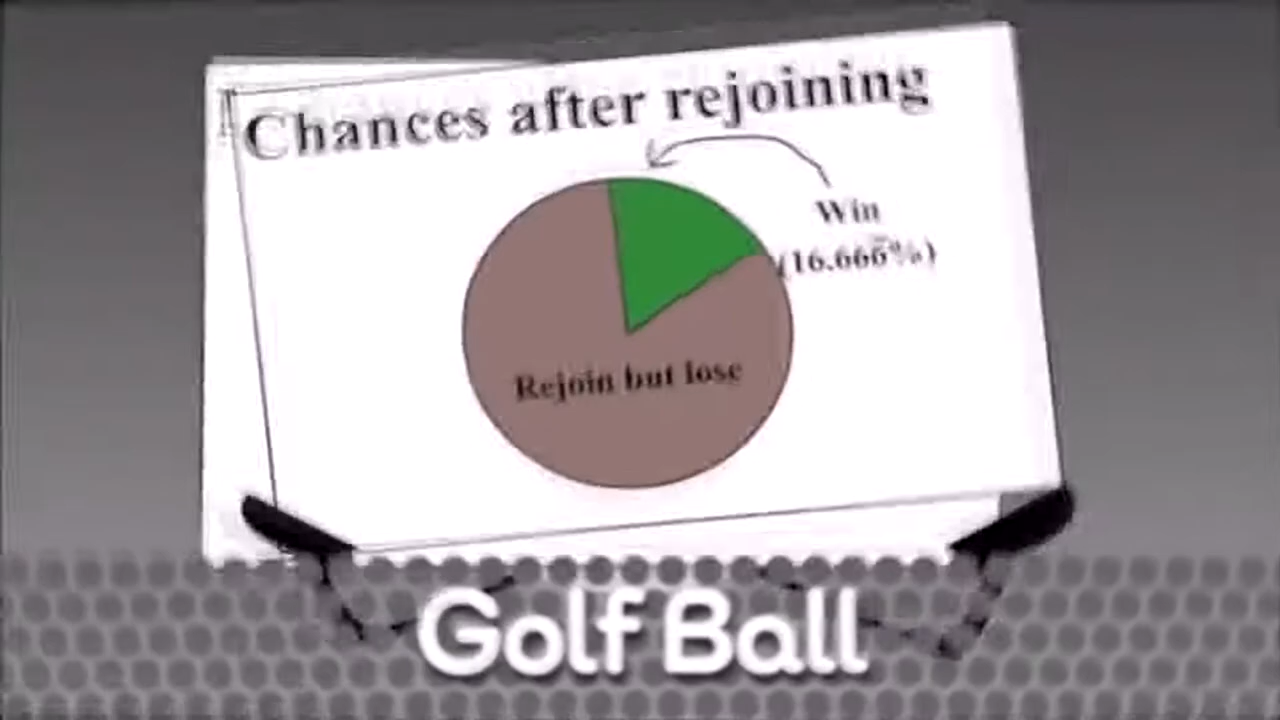 Chances after rejoining
Win
(16.666̅%)
Rejoin but lose
Golf Ball